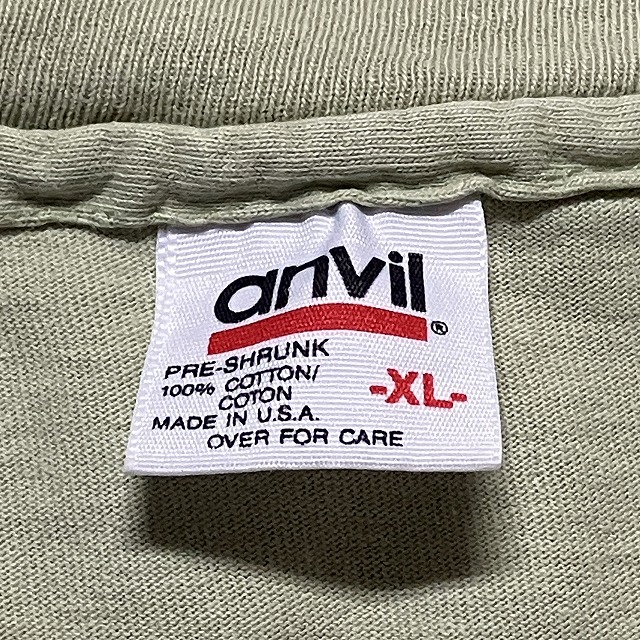 anvil®
PRE-SHRUNK
100% COTTON/
COTON
-XL-
MADE IN U.S.A.
OVER FOR CARE